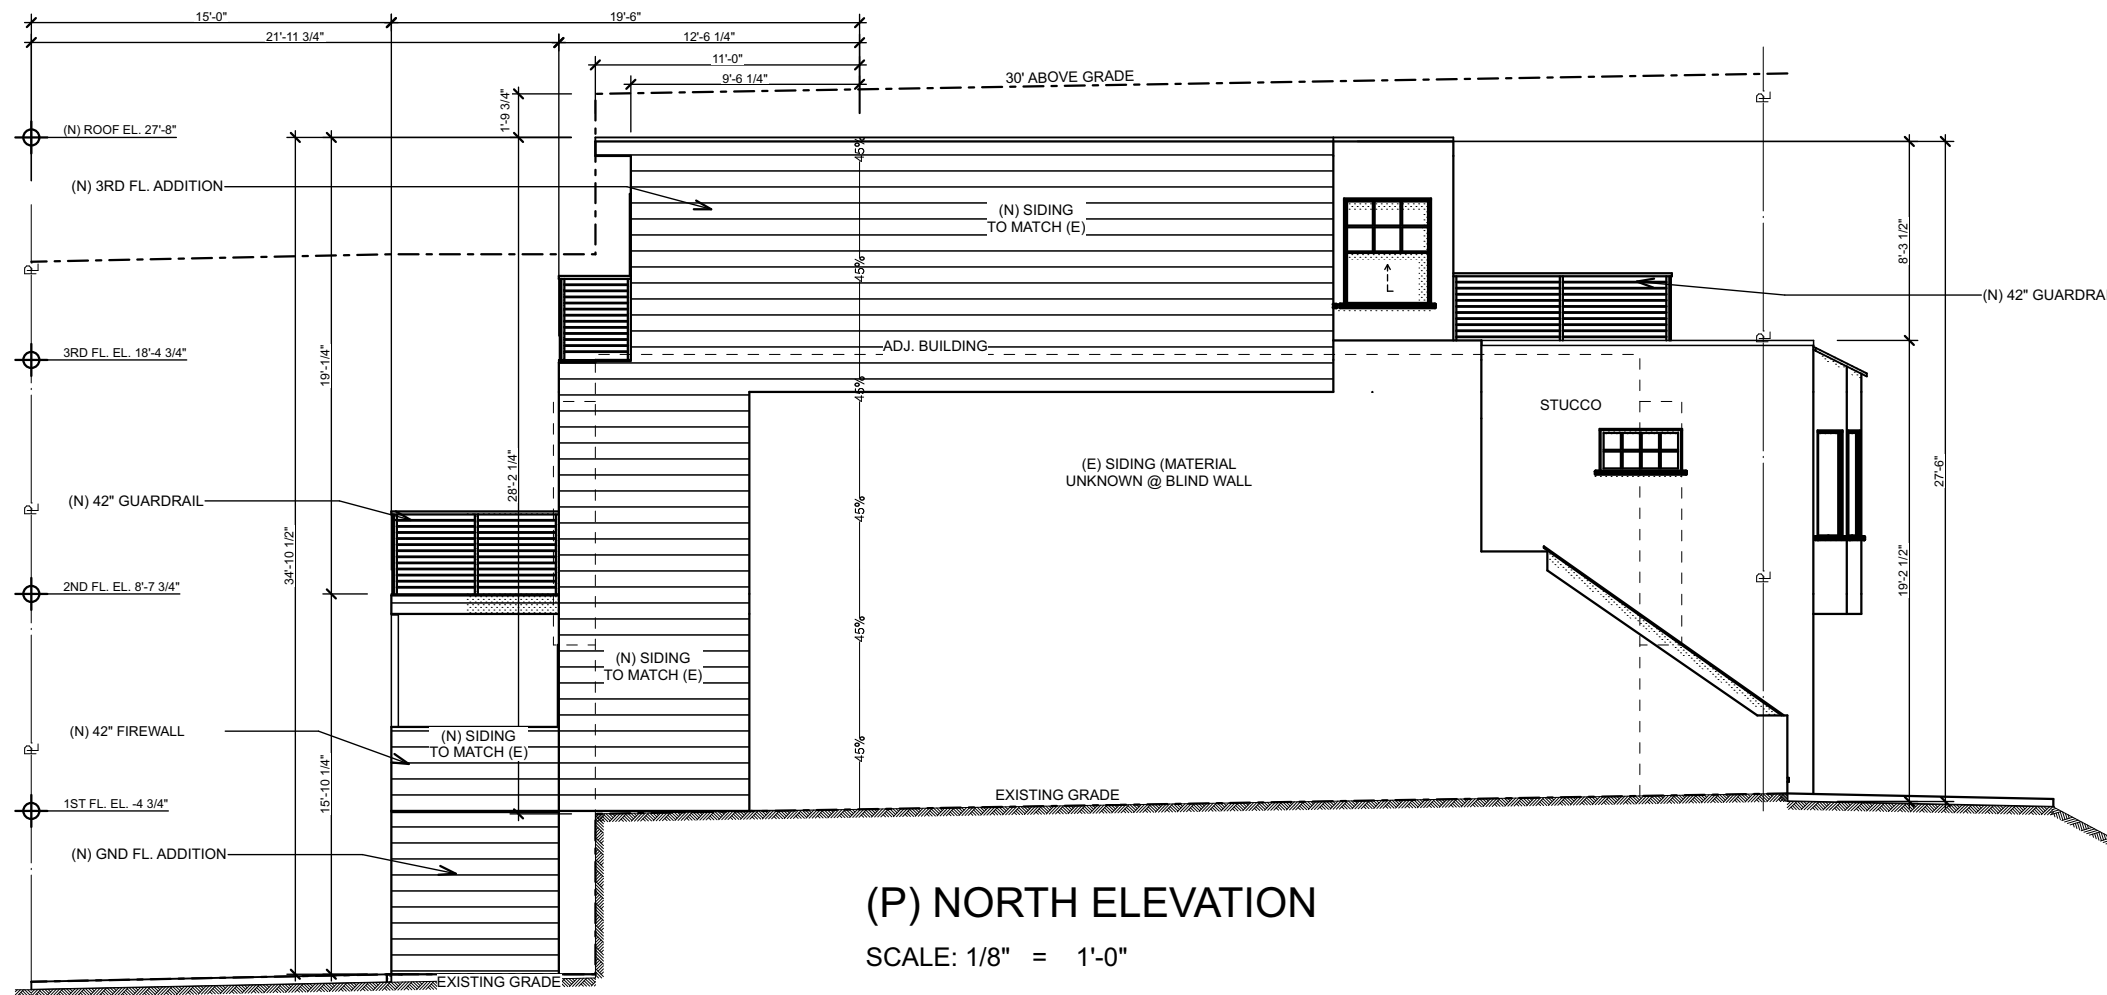 15'-0"
19'-6"
21'-11 3/4"
12'-6 1/4"
11'-0"
9'-6 1/4"
30' ABOVE GRADE
1'-9 3/4"
PL
(N) ROOF EL. 27'-8"
45%
(N) 3RD FL. ADDITION
(N) SIDING
TO MATCH (E)
8'-3 1/2"
PL
45%
L
(N) 42" GUARDRAI
3RD FL. EL. 18'-4 3/4"
ADJ. BUILDING
PL
19'-1/4"
45%
STUCCO
(E) SIDING (MATERIAL
UNKNOWN @ BLIND WALL
28'-2 1/4"
27'-6"
(N) 42" GUARDRAIL
PL
45%
34'-10 1/2"
19'-2 1/2"
2ND FL. EL. 8'-7 3/4"
PL
45%
(N) SIDING
TO MATCH (E)
(N) 42" FIREWALL
PL
(N) SIDING
TO MATCH (E)
45%
15'-10 1/4"
1ST FL. EL. -4 3/4"
EXISTING GRADE
(N) GND FL. ADDITION
(P) NORTH ELEVATION
SCALE: 1/8" = 1'-0"
EXISTING GRADE